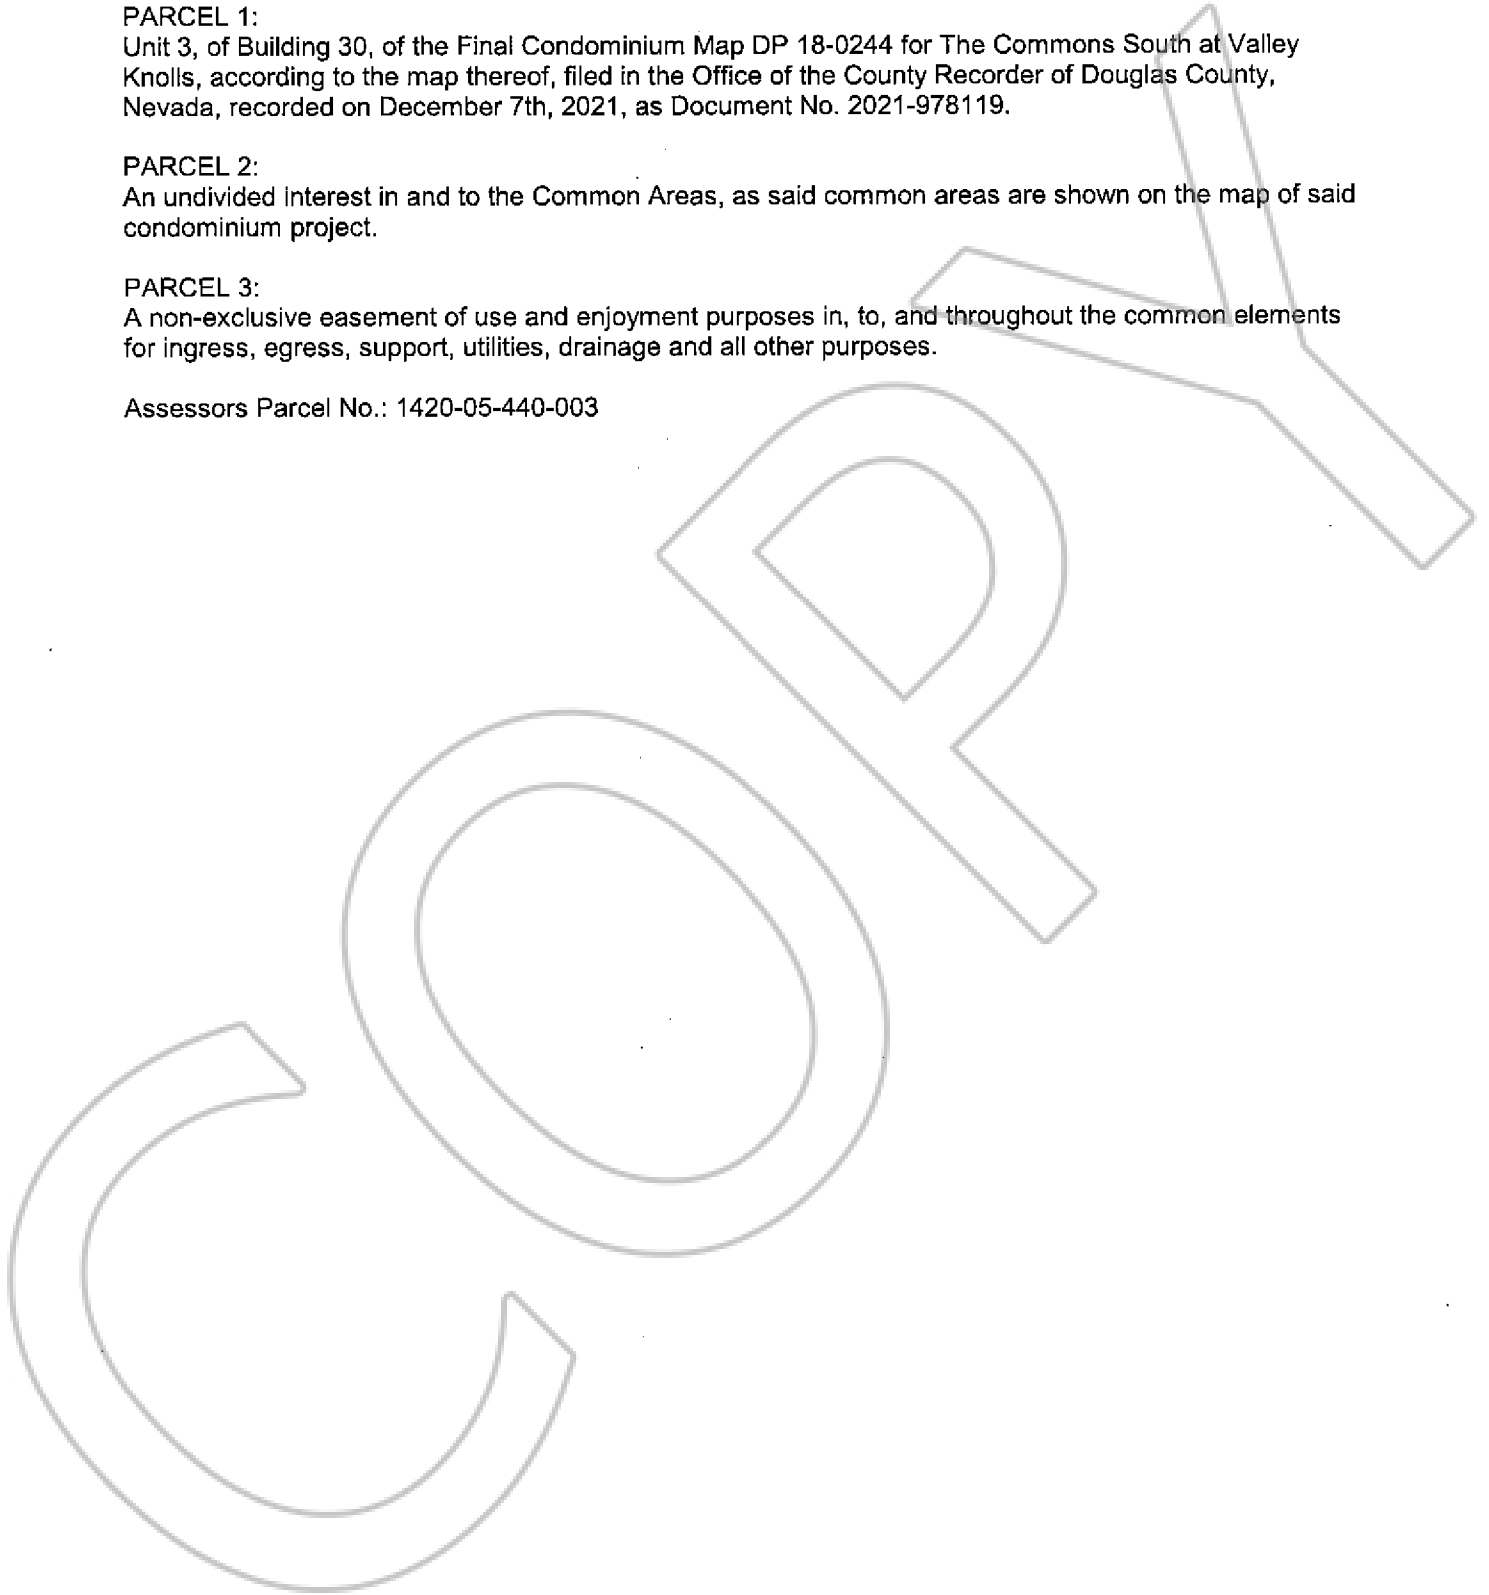 PARCEL 1:
Unit 3, of Building 30, of the Final Condominium Map DP 18-0244 for The Commons South at Valley
Knolls, according to the map thereof, filed in the Office of the County Recorder of Douglas County,
Nevada, recorded on December 7th, 2021, as Document No. 2021-978119.
PARCEL 2:
An undivided interest in and to the Common Areas, as said common areas are shown on the map of said
condominium project.
PARCEL 3:
A non-exclusive easement of use and enjoyment purposes in, to, and throughout the common elements
for ingress, egress, support, utilities, drainage and all other purposes.
Assessors Parcel No.: 1420-05-440-003
COPY